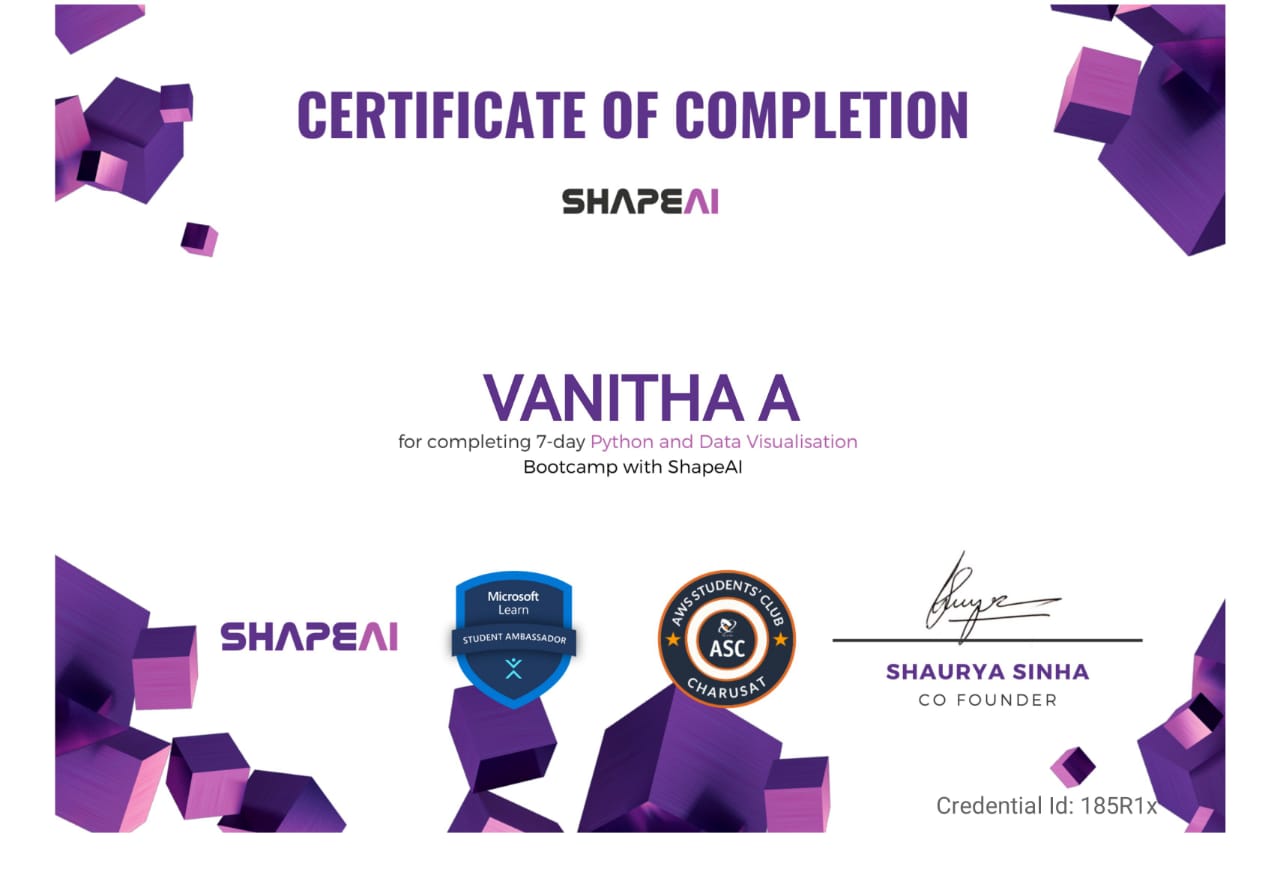 CERTIFICATE OF COMPLETION
SHAPEAI
VANITHA A
for completing 7-day Python and Data Visualisation
Bootcamp with ShapeAI
SHAPEAI
Microsoft
Learn
STUDENT AMBASSADOR
AWS STUDENTS' CLUB
ASC
CHARUSAT
SHAURYA SINHA
CO FOUNDER
Credential Id: 185R1x